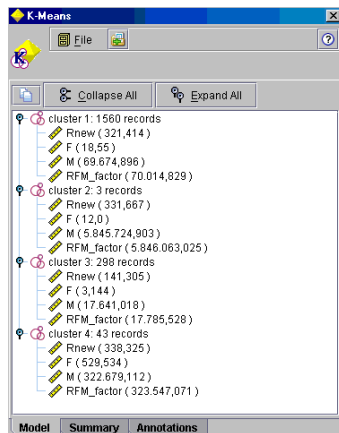 K-Means
File
Collapse All Expand All
cluster 1: 1560 records
Rnew ( 321,414 )
F ( 18,55 )
M ( 69.674,896 )
RFM_factor ( 70.014,829 )
cluster 2: 3 records
Rnew ( 331,667 )
F ( 12,0 )
M ( 5.845.724,903 )
RFM_factor ( 5.846.063,025 )
cluster 3: 298 records
Rnew ( 141,305 )
F ( 3,144 )
M ( 17.641,018 )
RFM_factor ( 17.785,528 )
cluster 4: 43 records
Rnew ( 338,325 )
F ( 529,534 )
M ( 322.679,112 )
RFM_factor ( 323.547,071 )
Model Summary Annotations